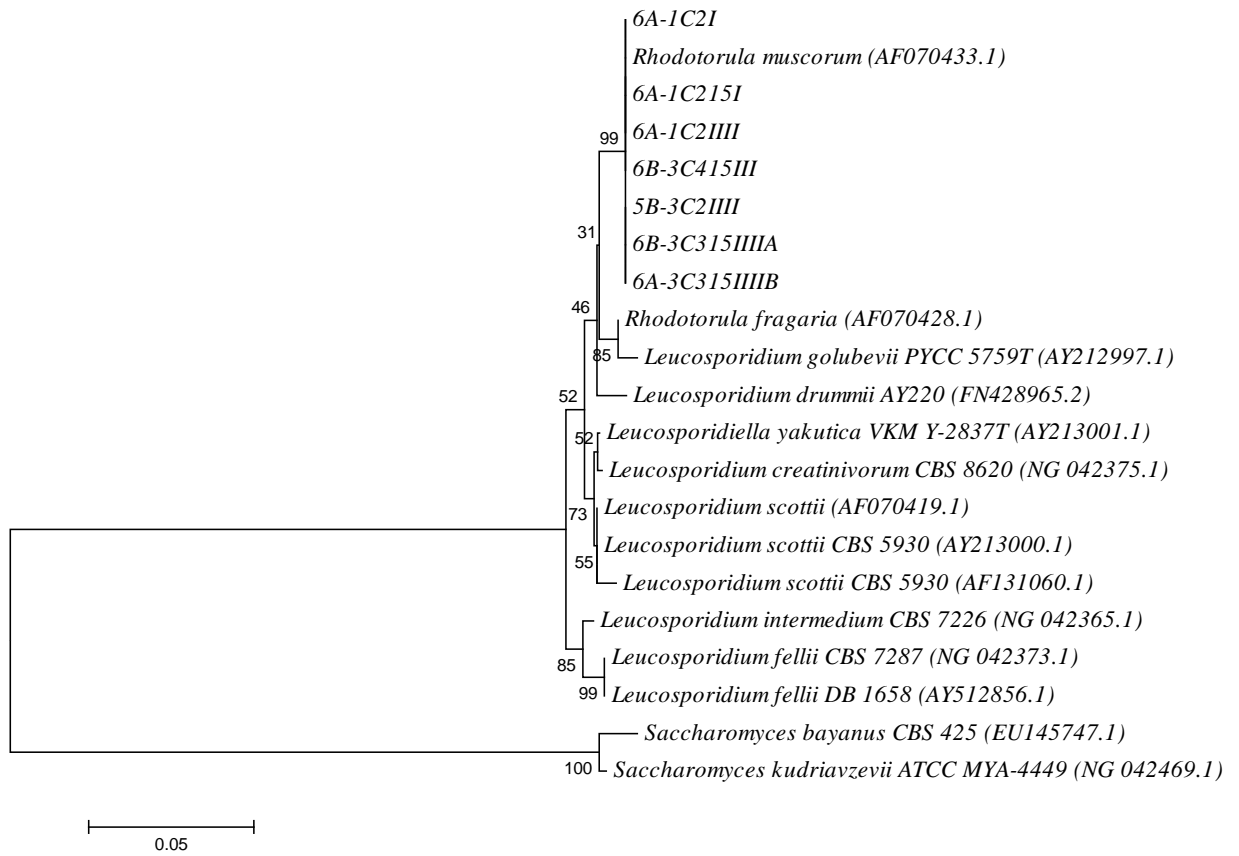 6A-1C2I
Rhodotorula muscorum (AF070433.1)
6A-1C215I
6A-1C2IIII
99
6B-3C415III
5B-3C2IIII
31
6B-3C315IIIIA
6A-3C315IIIIB
46
Rhodotorula fragaria (AF070428.1)
85
Leucosporidium golubevii PYCC 5759T (AY212997.1)
52
Leucosporidium drummii AY220 (FN428965.2)
52
Leucosporidiella yakutica VKM Y-2837T (AY213001.1)
Leucosporidium creatinivorum CBS 8620 (NG 042375.1)
73
Leucosporidium scottii (AF070419.1)
Leucosporidium scottii CBS 5930 (AY213000.1)
55
Leucosporidium scottii CBS 5930 (AF131060.1)
Leucosporidium intermedium CBS 7226 (NG 042365.1)
85
Leucosporidium fellii CBS 7287 (NG 042373.1)
99
Leucosporidium fellii DB 1658 (AY512856.1)
Saccharomyces bayanus CBS 425 (EU145747.1)
100
Saccharomyces kudriavzevii ATCC MYA-4449 (NG 042469.1)
0.05